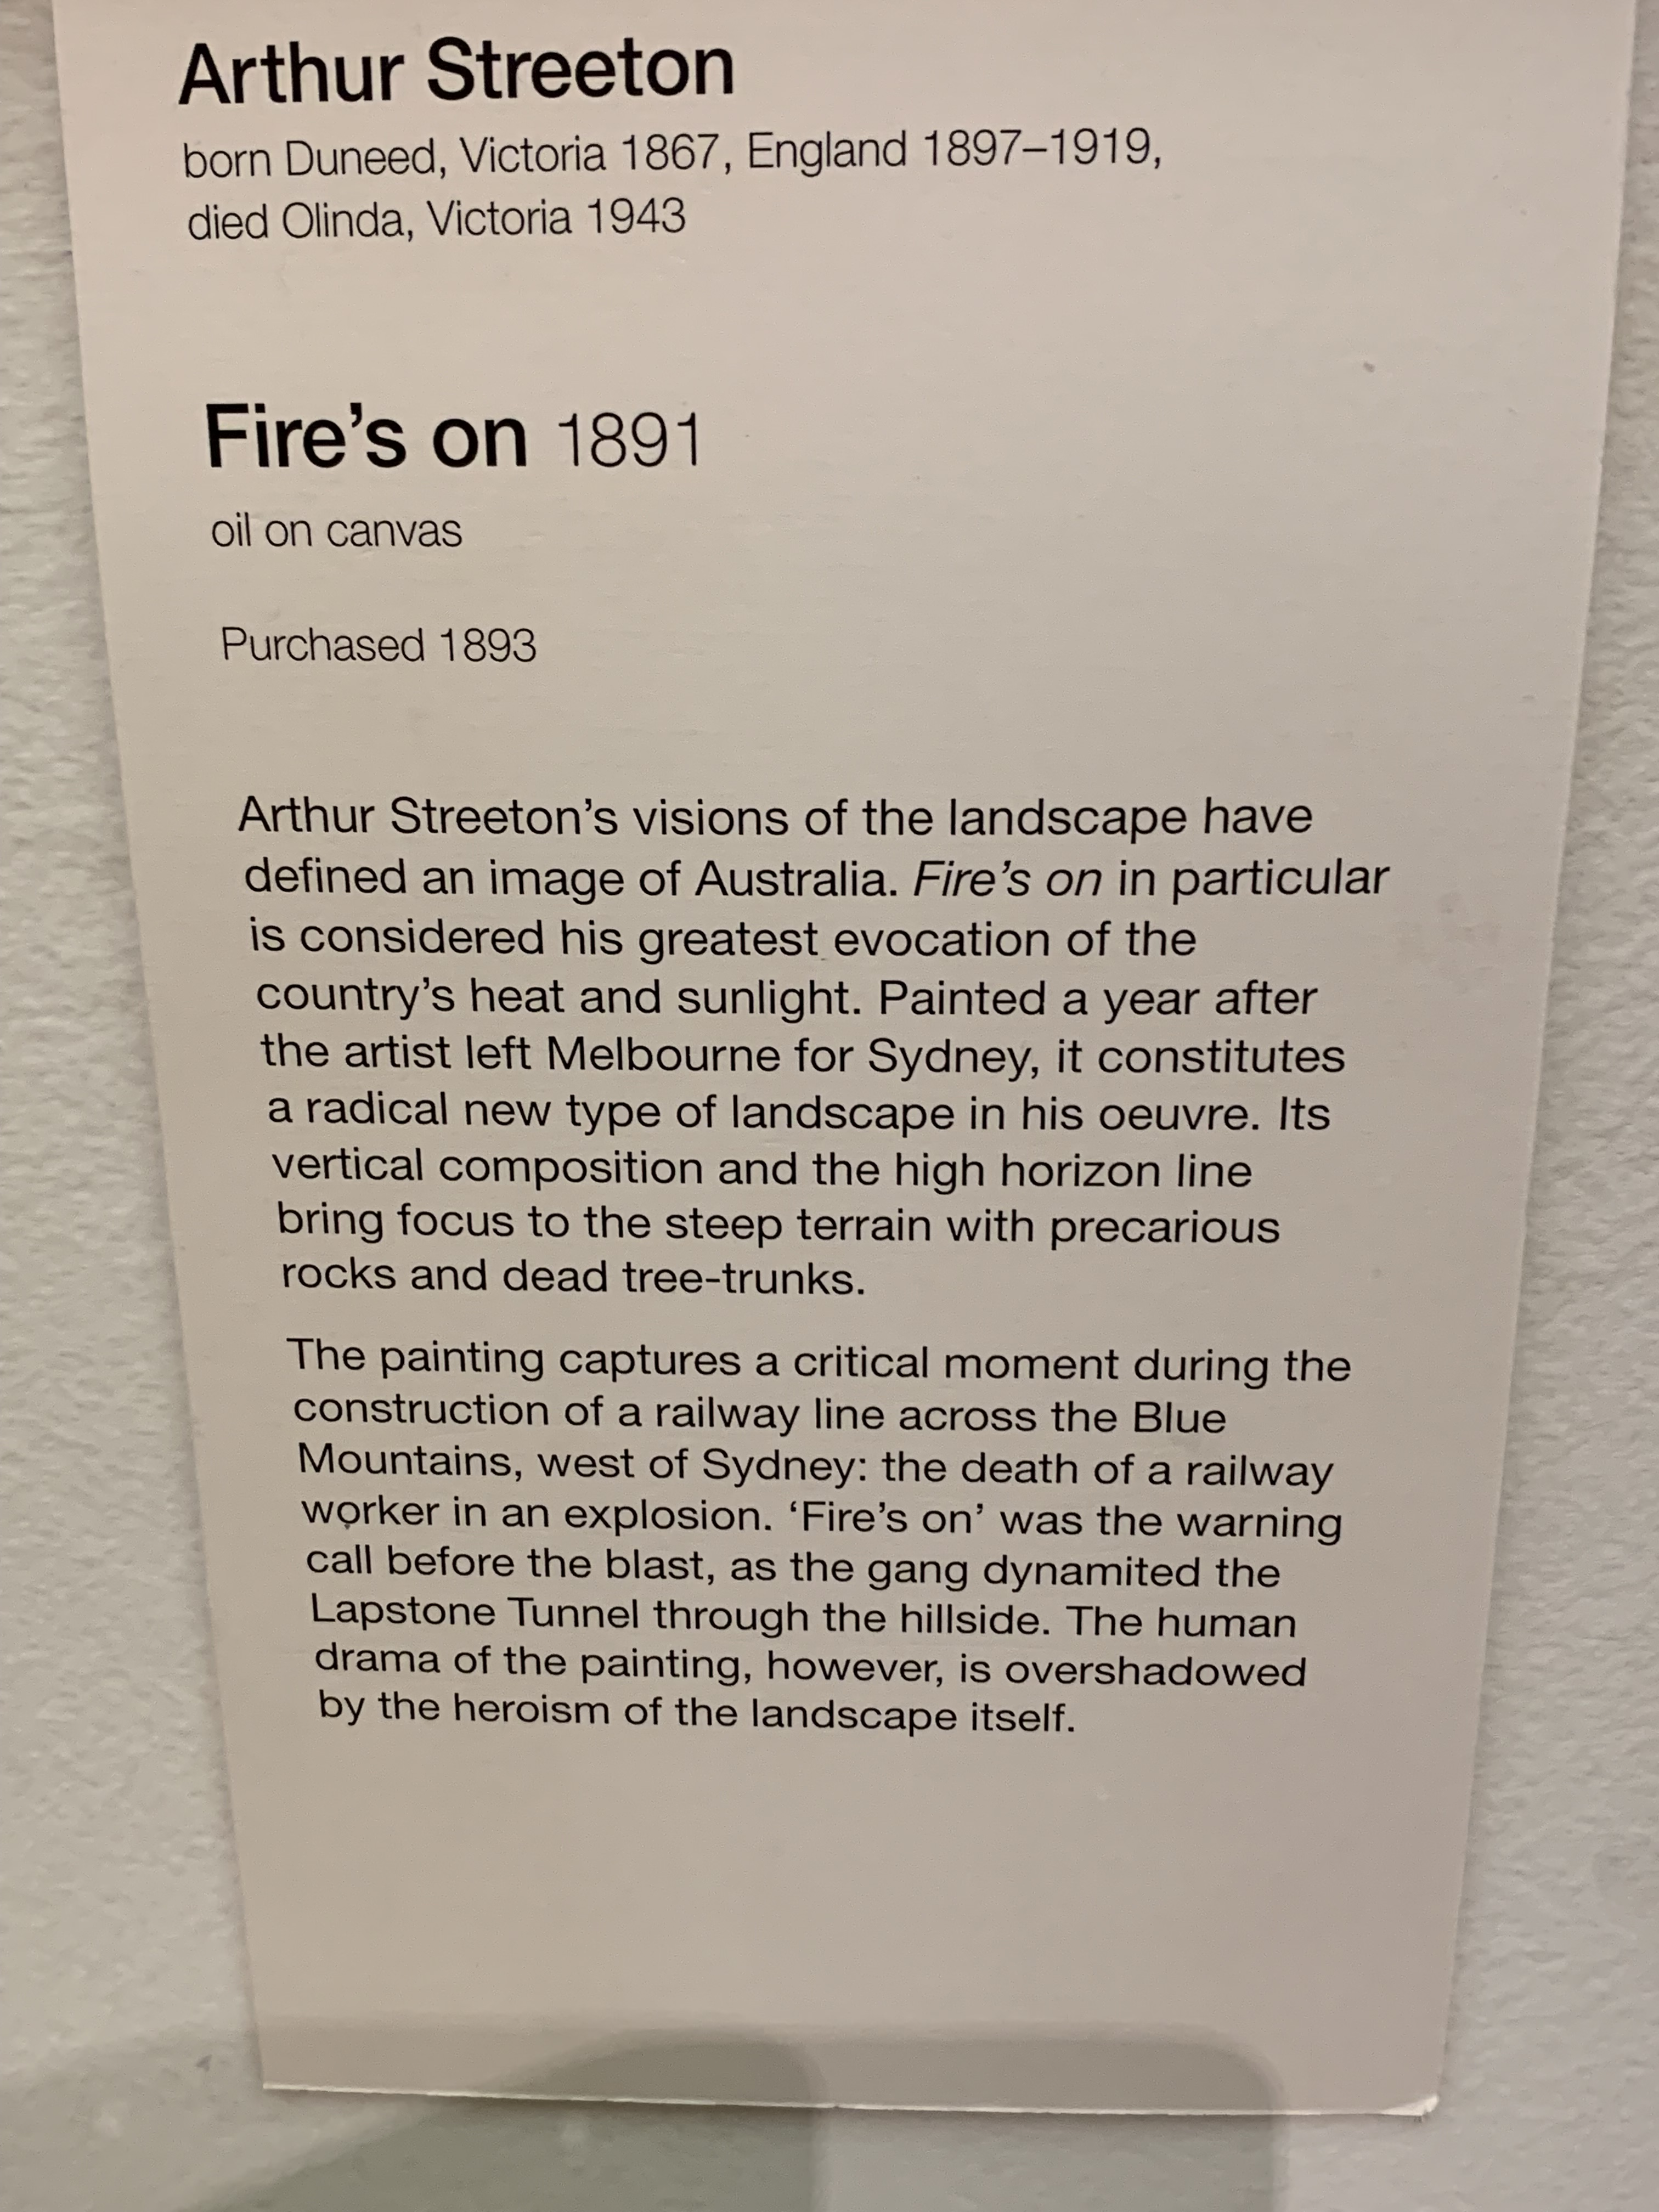 Arthur Streeton
born Duneed, Victoria 1867, England 1897–1919,
died Olinda, Victoria 1943
Fire’s on 1891
oil on canvas
Purchased 1893
Arthur Streeton’s visions of the landscape have
defined an image of Australia. Fire’s on in particular
is considered his greatest evocation of the
country’s heat and sunlight. Painted a year after
the artist left Melbourne for Sydney, it constitutes
a radical new type of landscape in his oeuvre. Its
vertical composition and the high horizon line
bring focus to the steep terrain with precarious
rocks and dead tree-trunks.
The painting captures a critical moment during the
construction of a railway line across the Blue
Mountains, west of Sydney: the death of a railway
worker in an explosion. ‘Fire’s on’ was the warning
call before the blast, as the gang dynamited the
Lapstone Tunnel through the hillside. The human
drama of the painting, however, is overshadowed
by the heroism of the landscape itself.